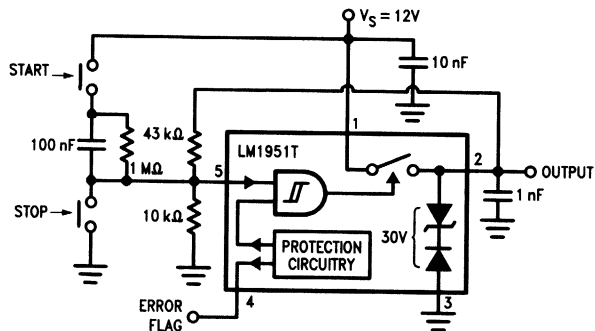 V_S = 12V
START
10 nF
1
43 kΩ
LM1951T
100 nF
1 MΩ
5
2
OUTPUT
1 nF
STOP
10 kΩ
30V
PROTECTION
CIRCUITRY
4
3
ERROR
FLAG